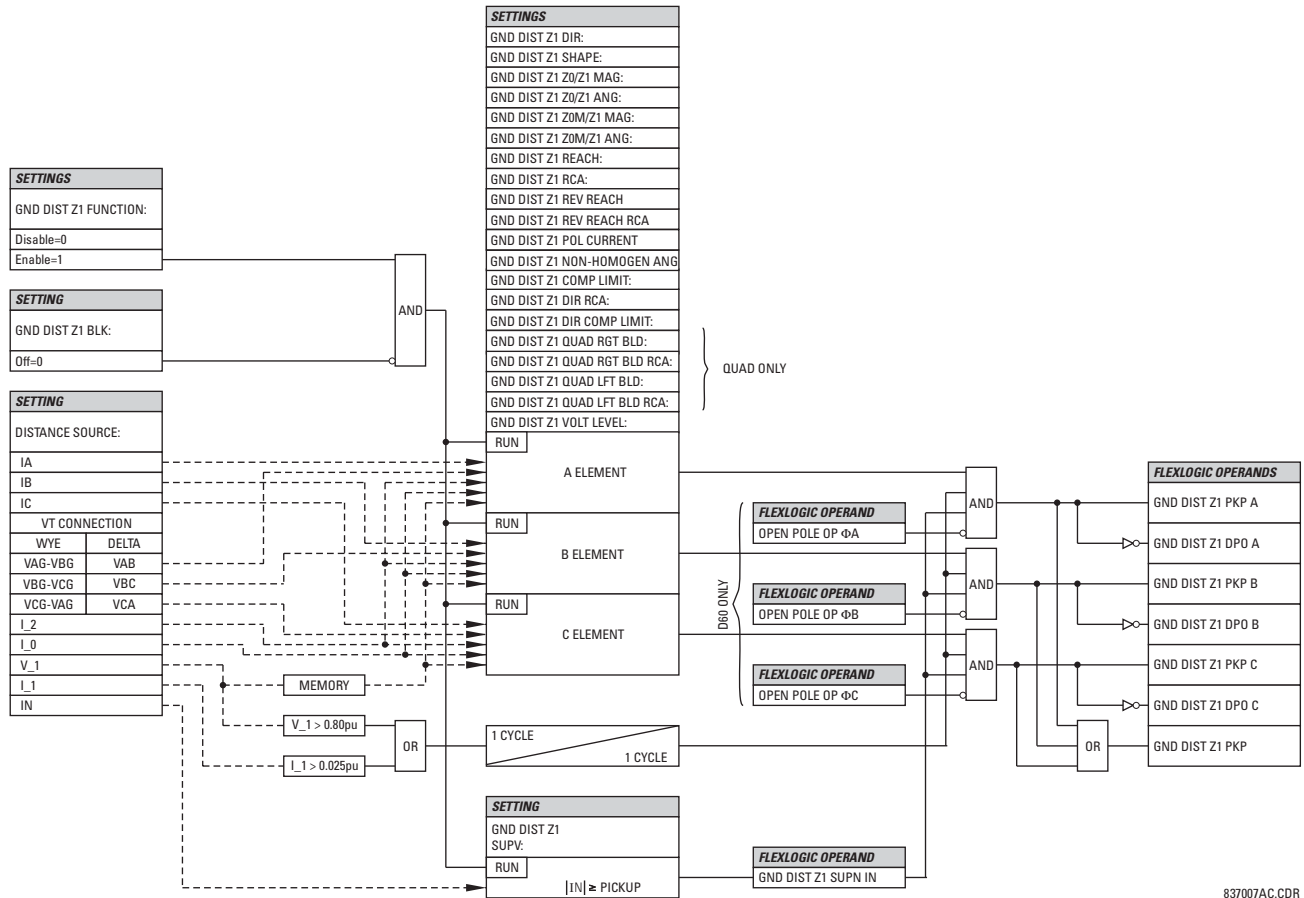 SETTINGS
GND DIST Z1 DIR:
GND DIST Z1 SHAPE:
GND DIST Z1 Z0/Z1 MAG:
GND DIST Z1 Z0/Z1 ANG:
GND DIST Z1 Z0M/Z1 MAG:
GND DIST Z1 Z0M/Z1 ANG:
GND DIST Z1 REACH:
GND DIST Z1 RCA:
GND DIST Z1 REV REACH
GND DIST Z1 REV REACH RCA
GND DIST Z1 POL CURRENT
GND DIST Z1 NON-HOMOGEN ANG
GND DIST Z1 COMP LIMIT:
GND DIST Z1 DIR RCA:
GND DIST Z1 DIR COMP LIMIT:
GND DIST Z1 QUAD RGT BLD:
GND DIST Z1 QUAD RGT BLD RCA:
GND DIST Z1 QUAD LFT BLD:
GND DIST Z1 QUAD LFT BLD RCA:
GND DIST Z1 VOLT LEVEL:
QUAD ONLY
SETTINGS
GND DIST Z1 FUNCTION:
Disable=0
Enable=1
SETTING
GND DIST Z1 BLK:
Off=0
AND
SETTING
DISTANCE SOURCE:
IA
IB
IC
VT CONNECTION
WYE DELTA
VAG-VBG VAB
VBG-VCG VBC
VCG-VAG VCA
I_2
I_0
V_1
I_1
IN
RUN
A ELEMENT
RUN
B ELEMENT
RUN
C ELEMENT
MEMORY
V_1 > 0.80pu
I_1 > 0.025pu
OR
1 CYCLE
1 CYCLE
SETTING
GND DIST Z1
SUPV:
RUN
|IN| ≥ PICKUP
D60 ONLY
FLEXLOGIC OPERAND
OPEN POLE OP ΦA
FLEXLOGIC OPERAND
OPEN POLE OP ΦB
FLEXLOGIC OPERAND
OPEN POLE OP ΦC
FLEXLOGIC OPERAND
GND DIST Z1 SUPN IN
AND
AND
AND
OR
FLEXLOGIC OPERANDS
GND DIST Z1 PKP A
GND DIST Z1 DPO A
GND DIST Z1 PKP B
GND DIST Z1 DPO B
GND DIST Z1 PKP C
GND DIST Z1 DPO C
GND DIST Z1 PKP
837007AC.CDR